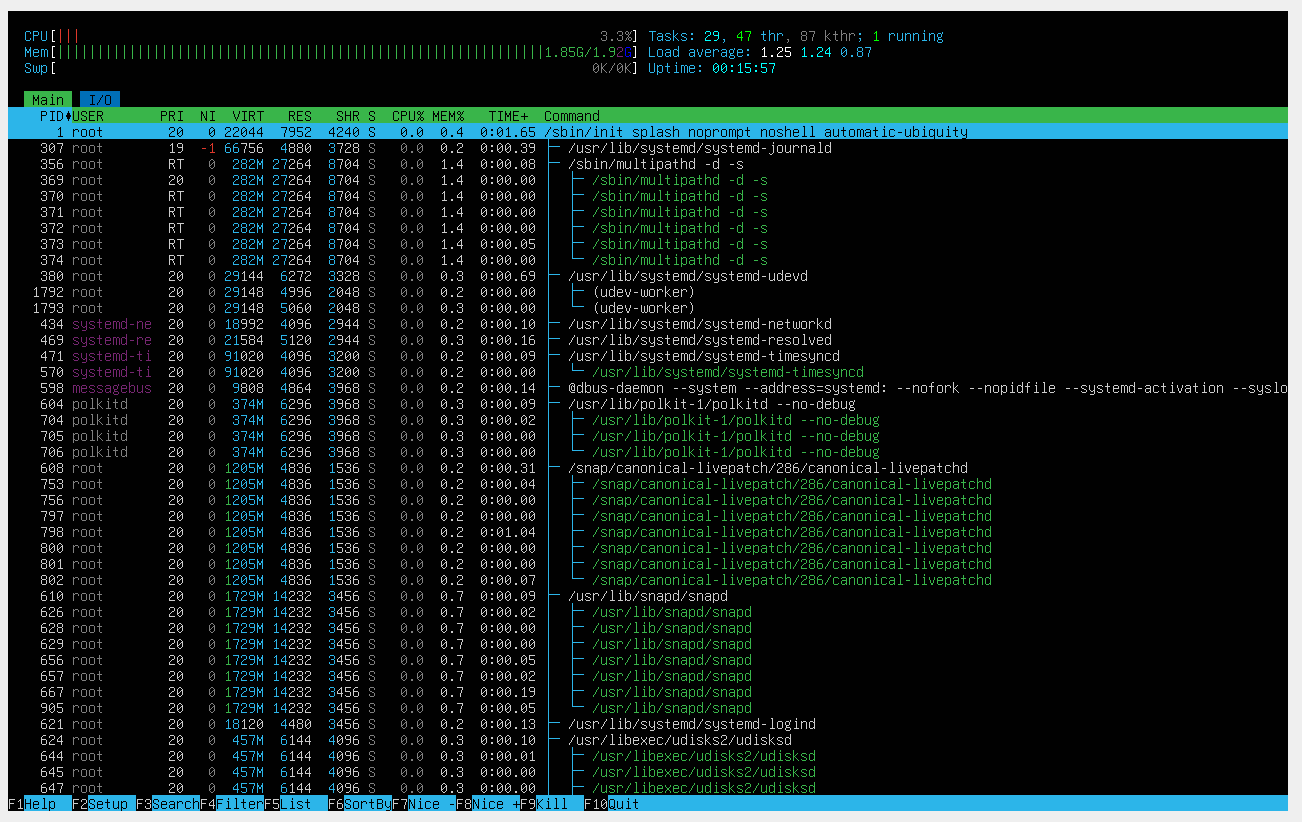 CPU[||| 3.3%] Tasks: 29, 47 thr, 87 kthr; 1 running
Mem[|||||||||||||||||||||||||||||||||||||||||||||||||||||||||||||1.85G/1.92G] Load average: 1.25 1.24 0.87
Swp[ 0K/0K] Uptime: 00:15:57
Main I/O
PID♦USER PRI NI VIRT RES SHR S CPU% MEM% TIME+ Command
1 root 20 0 22044 7952 4240 S 0.0 0.4 0:01.65 /sbin/init splash noprompt noshell automatic-ubiquity
307 root 19 -1 66756 4880 3728 S 0.0 0.2 0:00.39 ├─ /usr/lib/systemd/systemd-journald
356 root RT 0 282M 27264 8704 S 0.0 1.4 0:00.08 ├─ /sbin/multipathd -d -s
369 root 20 0 282M 27264 8704 S 0.0 1.4 0:00.00 │ ├─ /sbin/multipathd -d -s
370 root RT 0 282M 27264 8704 S 0.0 1.4 0:00.00 │ ├─ /sbin/multipathd -d -s
371 root RT 0 282M 27264 8704 S 0.0 1.4 0:00.00 │ ├─ /sbin/multipathd -d -s
372 root RT 0 282M 27264 8704 S 0.0 1.4 0:00.00 │ ├─ /sbin/multipathd -d -s
373 root RT 0 282M 27264 8704 S 0.0 1.4 0:00.05 │ ├─ /sbin/multipathd -d -s
374 root RT 0 282M 27264 8704 S 0.0 1.4 0:00.00 │ └─ /sbin/multipathd -d -s
380 root 20 0 29144 6272 3328 S 0.0 0.3 0:00.69 ├─ /usr/lib/systemd/systemd-udevd
1792 root 20 0 29148 4996 2048 S 0.0 0.2 0:00.00 │ ├─ (udev-worker)
1793 root 20 0 29148 5060 2048 S 0.0 0.3 0:00.00 │ └─ (udev-worker)
434 systemd-ne 20 0 18992 4096 2944 S 0.0 0.2 0:00.10 ├─ /usr/lib/systemd/systemd-networkd
469 systemd-re 20 0 21584 5120 2944 S 0.0 0.3 0:00.16 ├─ /usr/lib/systemd/systemd-resolved
471 systemd-ti 20 0 91020 4096 3200 S 0.0 0.2 0:00.09 ├─ /usr/lib/systemd/systemd-timesyncd
570 systemd-ti 20 0 91020 4096 3200 S 0.0 0.2 0:00.00 │ └─ /usr/lib/systemd/systemd-timesyncd
598 messagebus 20 0 9808 4864 3968 S 0.0 0.2 0:00.14 ├─ @dbus-daemon --system --address=systemd: --nofork --nopidfile --systemd-activation --syslo
604 polkitd 20 0 374M 6296 3968 S 0.0 0.3 0:00.09 ├─ /usr/lib/polkit-1/polkitd --no-debug
704 polkitd 20 0 374M 6296 3968 S 0.0 0.3 0:00.02 │ ├─ /usr/lib/polkit-1/polkitd --no-debug
705 polkitd 20 0 374M 6296 3968 S 0.0 0.3 0:00.00 │ ├─ /usr/lib/polkit-1/polkitd --no-debug
706 polkitd 20 0 374M 6296 3968 S 0.0 0.3 0:00.00 │ └─ /usr/lib/polkit-1/polkitd --no-debug
608 root 20 0 1205M 4836 1536 S 0.0 0.2 0:00.31 ├─ /snap/canonical-livepatch/286/canonical-livepatchd
753 root 20 0 1205M 4836 1536 S 0.0 0.2 0:00.04 │ ├─ /snap/canonical-livepatch/286/canonical-livepatchd
756 root 20 0 1205M 4836 1536 S 0.0 0.2 0:00.00 │ ├─ /snap/canonical-livepatch/286/canonical-livepatchd
797 root 20 0 1205M 4836 1536 S 0.0 0.2 0:00.00 │ ├─ /snap/canonical-livepatch/286/canonical-livepatchd
798 root 20 0 1205M 4836 1536 S 0.0 0.2 0:01.04 │ ├─ /snap/canonical-livepatch/286/canonical-livepatchd
800 root 20 0 1205M 4836 1536 S 0.0 0.2 0:00.00 │ ├─ /snap/canonical-livepatch/286/canonical-livepatchd
801 root 20 0 1205M 4836 1536 S 0.0 0.2 0:00.00 │ ├─ /snap/canonical-livepatch/286/canonical-livepatchd
802 root 20 0 1205M 4836 1536 S 0.0 0.2 0:00.07 │ └─ /snap/canonical-livepatch/286/canonical-livepatchd
610 root 20 0 1729M 14232 3456 S 0.0 0.7 0:00.09 ├─ /usr/lib/snapd/snapd
626 root 20 0 1729M 14232 3456 S 0.0 0.7 0:00.02 │ ├─ /usr/lib/snapd/snapd
628 root 20 0 1729M 14232 3456 S 0.0 0.7 0:00.00 │ ├─ /usr/lib/snapd/snapd
629 root 20 0 1729M 14232 3456 S 0.0 0.7 0:00.00 │ ├─ /usr/lib/snapd/snapd
656 root 20 0 1729M 14232 3456 S 0.0 0.7 0:00.05 │ ├─ /usr/lib/snapd/snapd
657 root 20 0 1729M 14232 3456 S 0.0 0.7 0:00.02 │ ├─ /usr/lib/snapd/snapd
667 root 20 0 1729M 14232 3456 S 0.0 0.7 0:00.19 │ ├─ /usr/lib/snapd/snapd
905 root 20 0 1729M 14232 3456 S 0.0 0.7 0:00.05 │ └─ /usr/lib/snapd/snapd
621 root 20 0 18120 4480 3456 S 0.0 0.2 0:00.13 ├─ /usr/lib/systemd/systemd-logind
624 root 20 0 457M 6144 4096 S 0.0 0.3 0:00.10 ├─ /usr/libexec/udisks2/udisksd
644 root 20 0 457M 6144 4096 S 0.0 0.3 0:00.01 │ ├─ /usr/libexec/udisks2/udisksd
645 root 20 0 457M 6144 4096 S 0.0 0.3 0:00.00 │ ├─ /usr/libexec/udisks2/udisksd
647 root 20 0 457M 6144 4096 S 0.0 0.3 0:00.00 │ ├─ /usr/libexec/udisks2/udisksd
F1Help F2Setup F3SearchF4FilterF5List F6SortByF7Nice -F8Nice +F9Kill F10Quit